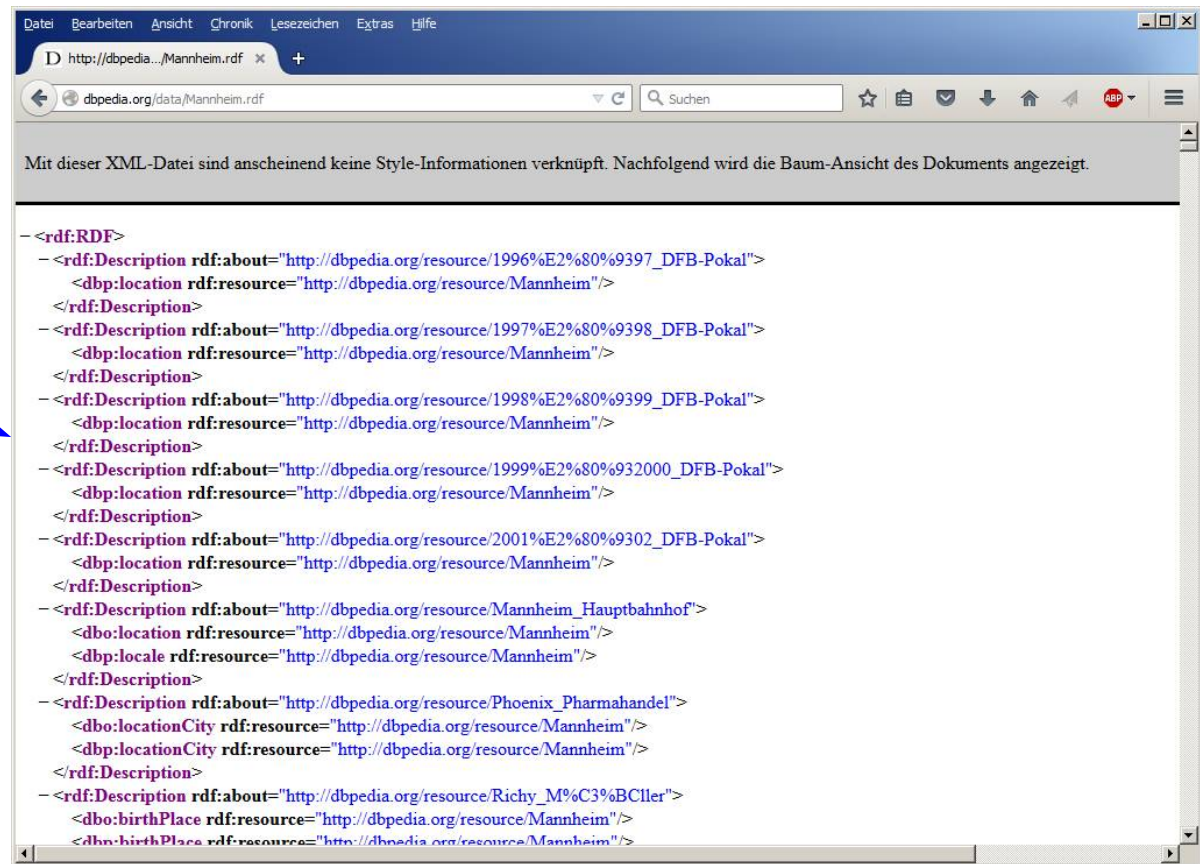 Datei Bearbeiten Ansicht Chronik Lesezeichen Extras Hilfe
D http://dbpedia.../Mannheim.rdf × +
dbpedia.org/data/Mannheim.rdf Suchen ABP
Mit dieser XML-Datei sind anscheinend keine Style-Informationen verknüpft. Nachfolgend wird die Baum-Ansicht des Dokuments angezeigt.
−<rdf:RDF>
−<rdf:Description rdf:about="http://dbpedia.org/resource/1996%E2%80%9397_DFB-Pokal">
<dbp:location rdf:resource="http://dbpedia.org/resource/Mannheim"/>
</rdf:Description>
−<rdf:Description rdf:about="http://dbpedia.org/resource/1997%E2%80%9398_DFB-Pokal">
<dbp:location rdf:resource="http://dbpedia.org/resource/Mannheim"/>
</rdf:Description>
−<rdf:Description rdf:about="http://dbpedia.org/resource/1998%E2%80%9399_DFB-Pokal">
<dbp:location rdf:resource="http://dbpedia.org/resource/Mannheim"/>
</rdf:Description>
−<rdf:Description rdf:about="http://dbpedia.org/resource/1999%E2%80%932000_DFB-Pokal">
<dbp:location rdf:resource="http://dbpedia.org/resource/Mannheim"/>
</rdf:Description>
−<rdf:Description rdf:about="http://dbpedia.org/resource/2001%E2%80%9302_DFB-Pokal">
<dbp:location rdf:resource="http://dbpedia.org/resource/Mannheim"/>
</rdf:Description>
−<rdf:Description rdf:about="http://dbpedia.org/resource/Mannheim_Hauptbahnhof">
<dbo:location rdf:resource="http://dbpedia.org/resource/Mannheim"/>
<dbp:locale rdf:resource="http://dbpedia.org/resource/Mannheim"/>
</rdf:Description>
−<rdf:Description rdf:about="http://dbpedia.org/resource/Phoenix_Pharmahandel">
<dbo:locationCity rdf:resource="http://dbpedia.org/resource/Mannheim"/>
<dbp:locationCity rdf:resource="http://dbpedia.org/resource/Mannheim"/>
</rdf:Description>
−<rdf:Description rdf:about="http://dbpedia.org/resource/Richy_M%C3%BCller">
<dbo:birthPlace rdf:resource="http://dbpedia.org/resource/Mannheim"/>
<dbp:birthPlace rdf:resource="http://dbpedia.org/resource/Mannheim"/>